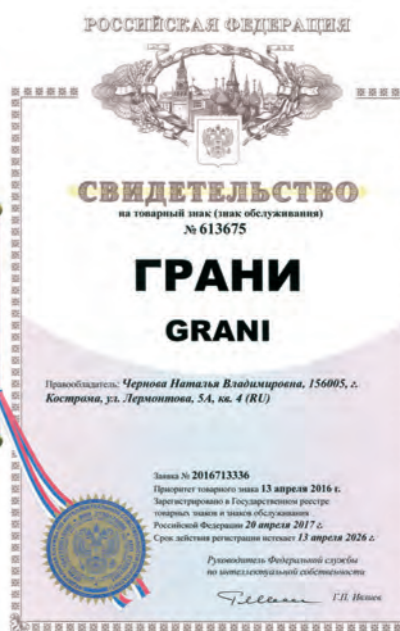 РОССИЙСКАЯ ФЕДЕРАЦИЯ
СВИДЕТЕЛЬСТВО
на товарный знак (знак обслуживания)
№ 613675
ГРАНИ
GRANI
Правообладатель: Чернова Наталья Владимировна, 156005, г.
Кострома, ул. Лермонтова, 5А, кв. 4 (RU)
Заявка № 2016713336
Приоритет товарного знака 13 апреля 2016 г.
Зарегистрировано в Государственном реестре
товарных знаков и знаков обслуживания
Российской Федерации 20 апреля 2017 г.
Срок действия регистрации истекает 13 апреля 2026 г.
Руководитель Федеральной службы
по интеллектуальной собственности
Г.П. Ивлиев